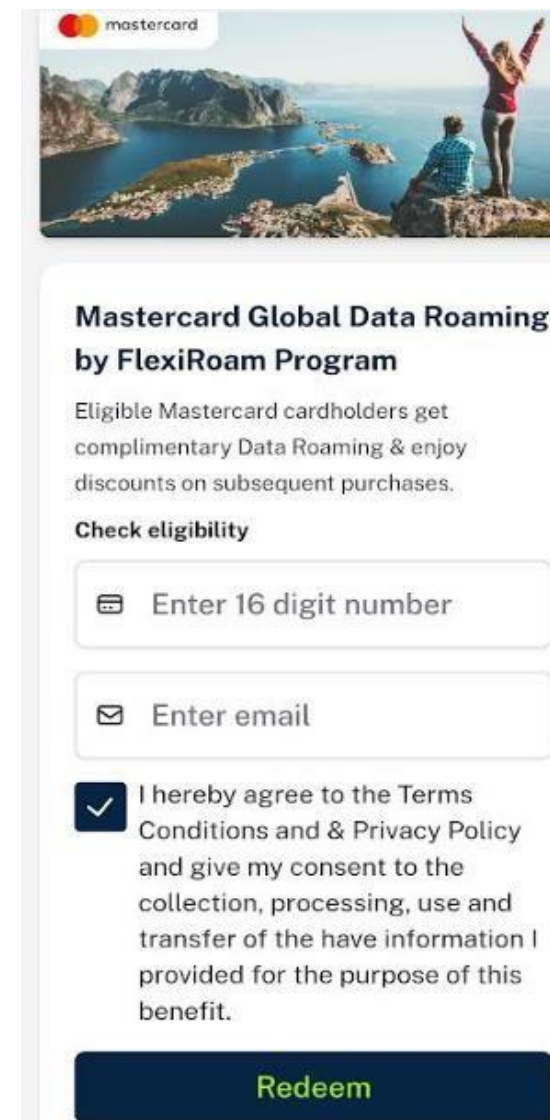 mastercard
Mastercard Global Data Roaming
by FlexiRoam Program
Eligible Mastercard cardholders get
complimentary Data Roaming & enjoy
discounts on subsequent purchases.
Check eligibility
Enter 16 digit number
Enter email
I hereby agree to the Terms
Conditions and & Privacy Policy
and give my consent to the
collection, processing, use and
transfer of the have information I
provided for the purpose of this
benefit.
Redeem